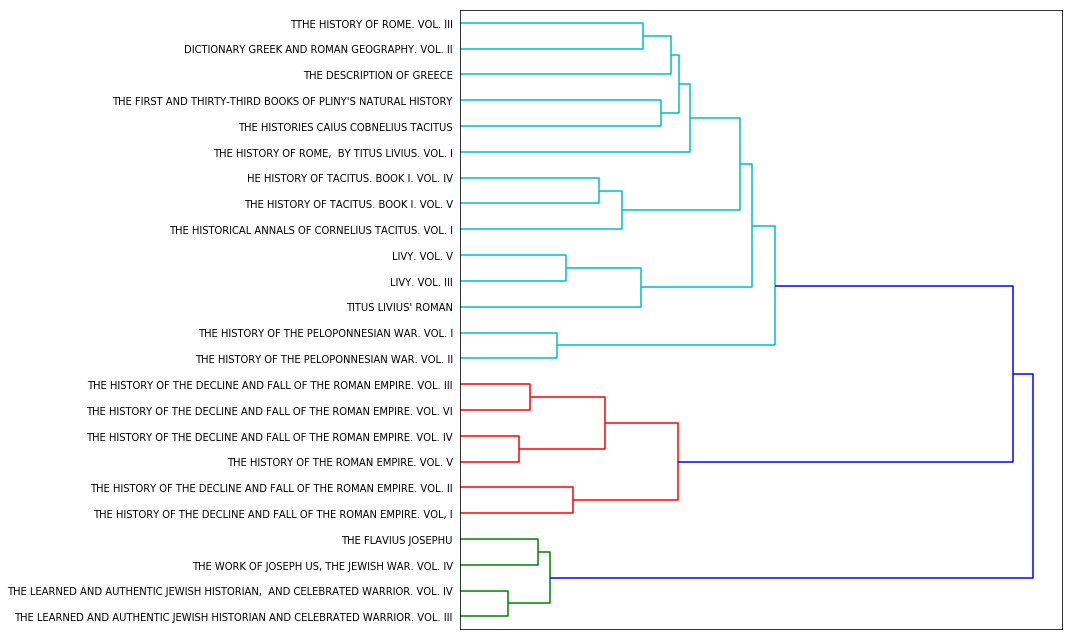 TTHE HISTORY OF ROME. VOL. III
DICTIONARY GREEK AND ROMAN GEOGRAPHY. VOL. II
THE DESCRIPTION OF GREECE
THE FIRST AND THIRTY-THIRD BOOKS OF PLINY'S NATURAL HISTORY
THE HISTORIES CAIUS COBNELIUS TACITUS
THE HISTORY OF ROME,  BY TITUS LIVIUS. VOL. I
HE HISTORY OF TACITUS. BOOK I. VOL. IV
THE HISTORY OF TACITUS. BOOK I. VOL. V
THE HISTORICAL ANNALS OF CORNELIUS TACITUS. VOL. I
LIVY. VOL. V
LIVY. VOL. III
TITUS LIVIUS' ROMAN
THE HISTORY OF THE PELOPONNESIAN WAR. VOL. I
THE HISTORY OF THE PELOPONNESIAN WAR. VOL. II
THE HISTORY OF THE DECLINE AND FALL OF THE ROMAN EMPIRE. VOL. III
THE HISTORY OF THE DECLINE AND FALL OF THE ROMAN EMPIRE. VOL. VI
THE HISTORY OF THE DECLINE AND FALL OF THE ROMAN EMPIRE. VOL. IV
THE HISTORY OF THE ROMAN EMPIRE. VOL. V
THE HISTORY OF THE DECLINE AND FALL OF THE ROMAN EMPIRE. VOL. II
THE HISTORY OF THE DECLINE AND FALL OF THE ROMAN EMPIRE. VOL, I
THE FLAVIUS JOSEPHU
THE WORK OF JOSEPH US, THE JEWISH WAR. VOL. IV
THE LEARNED AND AUTHENTIC JEWISH HISTORIAN,  AND CELEBRATED WARRIOR. VOL. IV
THE LEARNED AND AUTHENTIC JEWISH HISTORIAN AND CELEBRATED WARRIOR. VOL. III